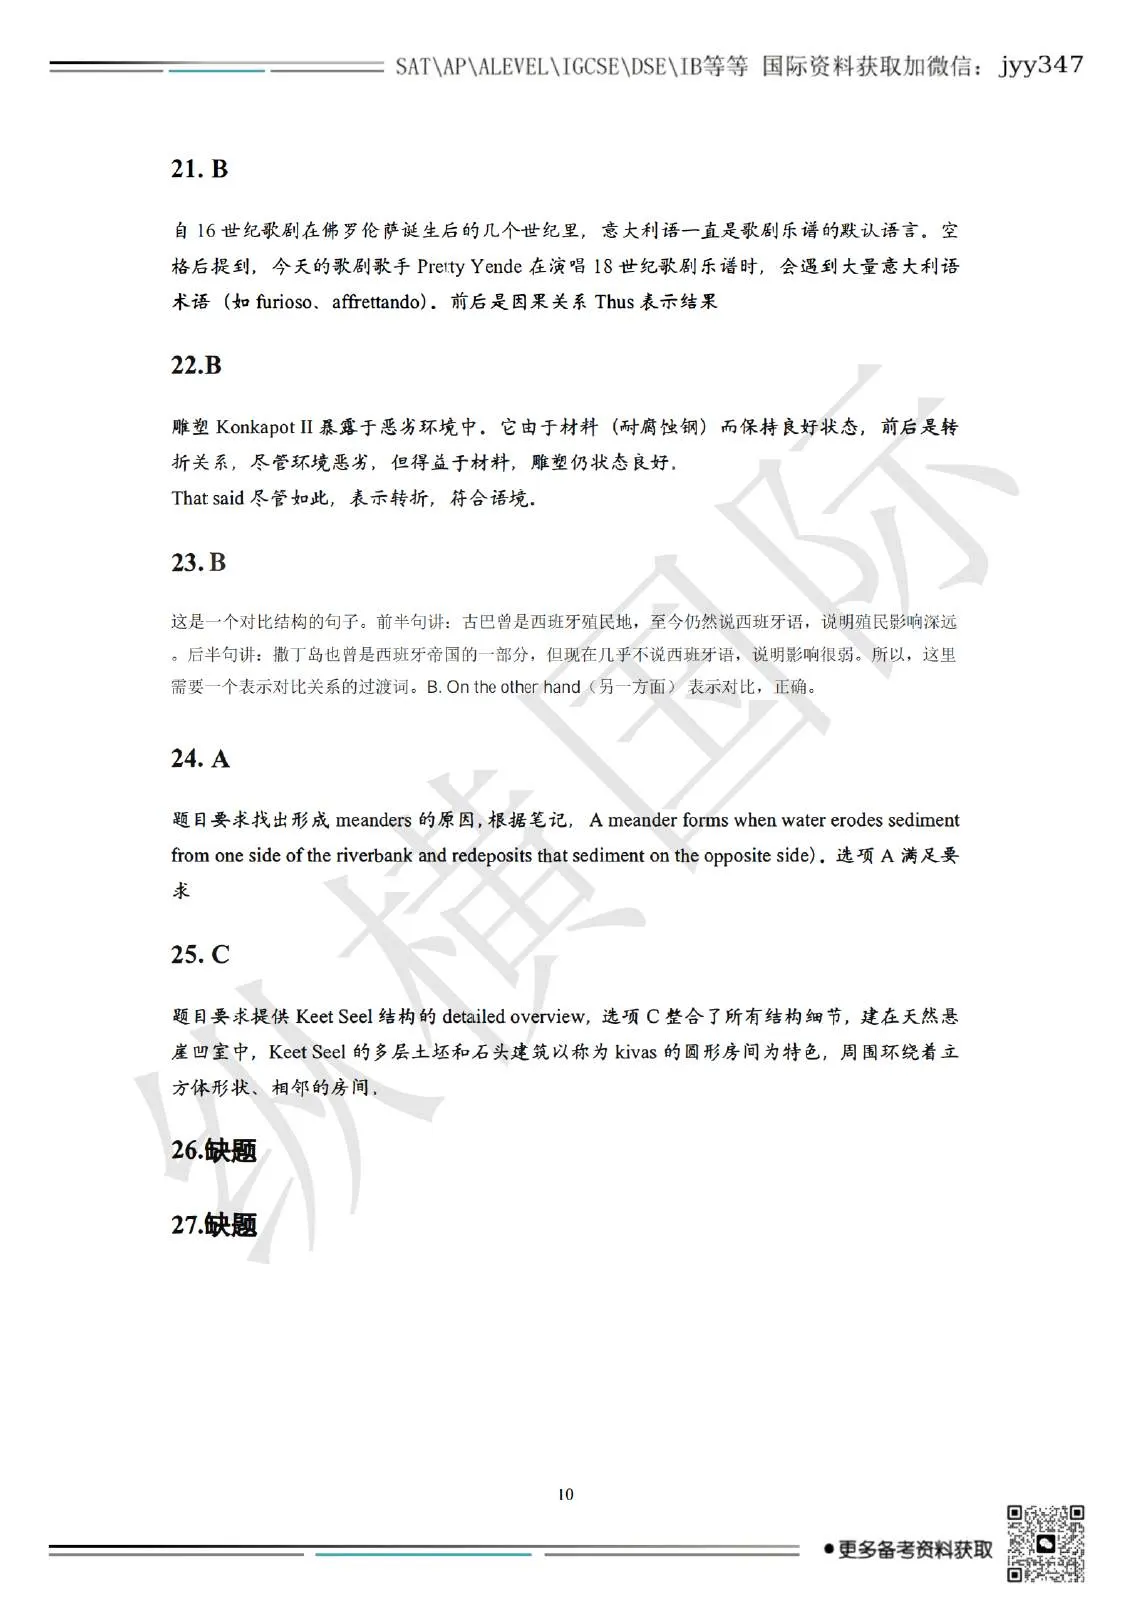 SAT\AP\ALEVEL\IGCSE\DSE\IB等等 国际资料获取加微信：jyy347
21. B
自 16 世纪歌剧在佛罗伦萨诞生后的几个世纪里，意大利语一直是歌剧乐谱的默认语言。空
格后提到，今天的歌剧歌手 Pretty Yende 在演唱 18 世纪歌剧乐谱时，会遇到大量意大利语
术语（如 furioso、affrettando）。前后是因果关系 Thus 表示结果
22.B
雕塑 Konkapot II 暴露于恶劣环境中。它由于材料（耐腐蚀钢）而保持良好状态，前后是转
折关系，尽管环境恶劣，但得益于材料，雕塑仍状态良好.
That said 尽管如此，表示转折，符合语境。
23. B
这是一个对比结构的句子。前半句讲：古巴曾是西班牙殖民地，至今仍然说西班牙语，说明殖民影响深远
。后半句讲：撒丁岛也曾是西班牙帝国的一部分，但现在几乎不说西班牙语，说明影响很弱。所以，这里
需要一个表示对比关系的过渡词。B. On the other hand（另一方面） 表示对比，正确。
24. A
题目要求找出形成 meanders 的原因,根据笔记，A meander forms when water erodes sediment
from one side of the riverbank and redeposits that sediment on the opposite side)。选项 A 满足要
求
25. C
题目要求提供 Keet Seel 结构的 detailed overview，选项 C 整合了所有结构细节，建在天然悬
崖凹室中，Keet Seel 的多层土坯和石头建筑以称为 kivas 的圆形房间为特色，周围环绕着立
方体形状、相邻的房间.
26.缺题
27.缺题
纵横国际
10
●更多备考资料获取